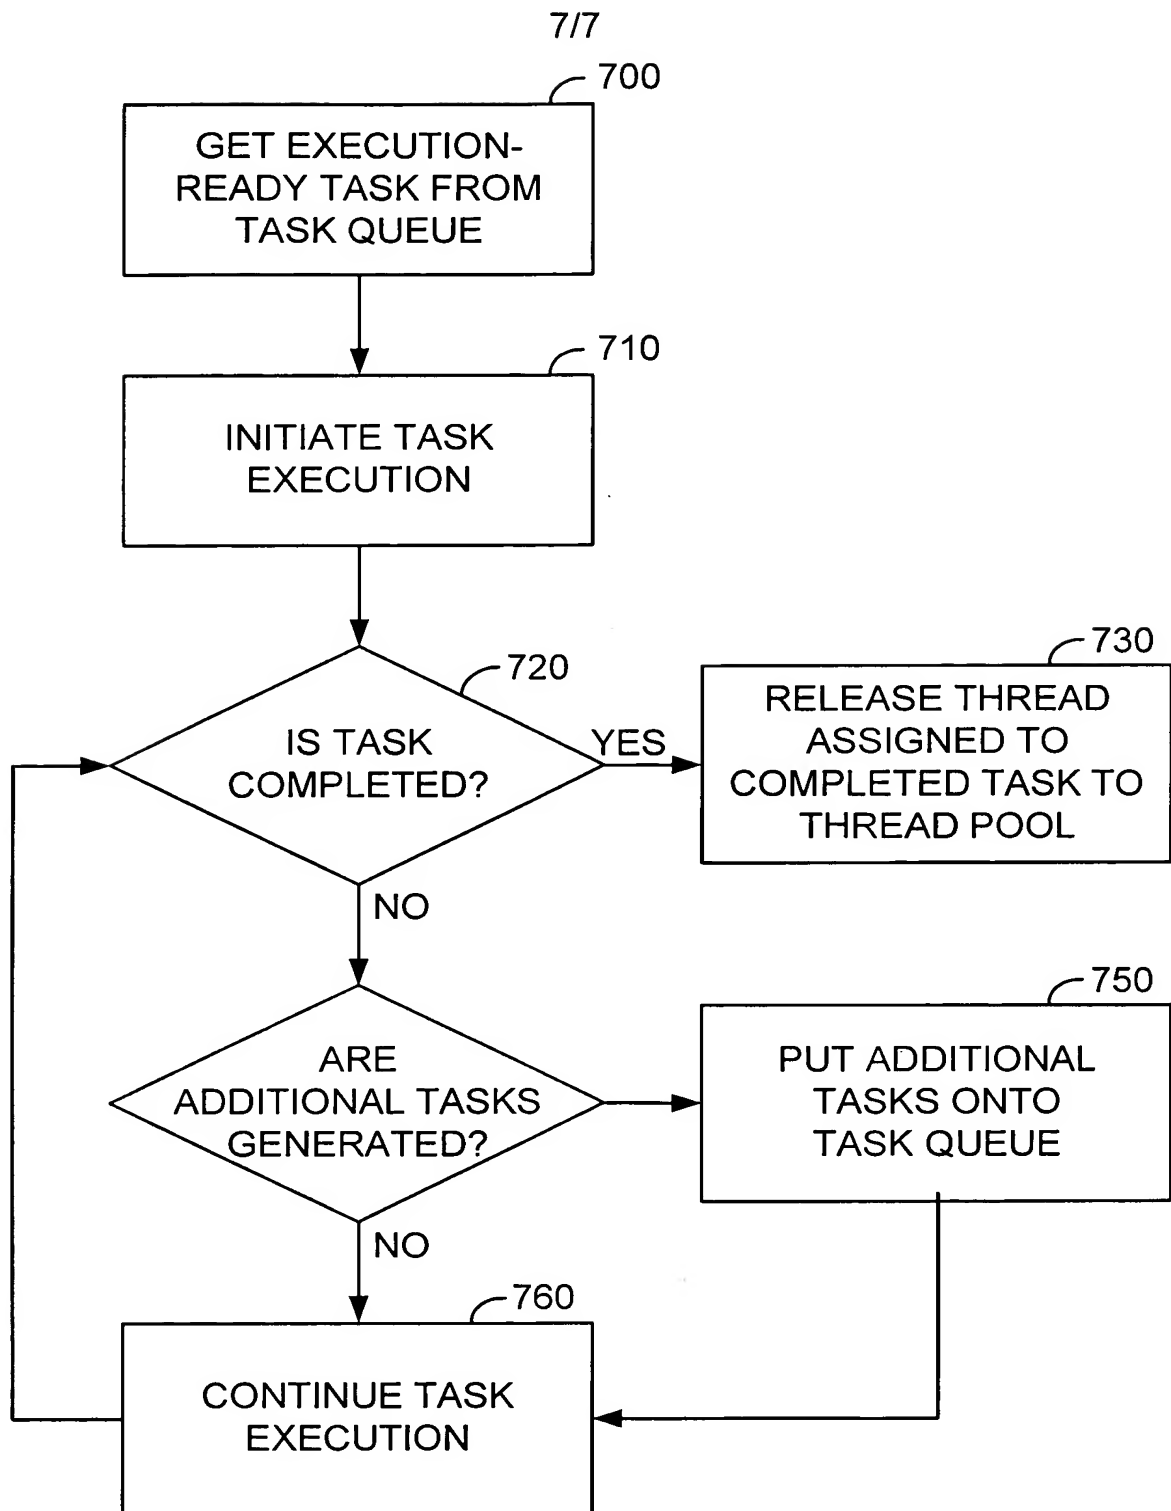 7/7
700
GET EXECUTION-
READY TASK FROM
TASK QUEUE
710
INITIATE TASK
EXECUTION
720
IS TASK
COMPLETED?
YES
730
RELEASE THREAD
ASSIGNED TO
COMPLETED TASK TO
THREAD POOL
NO
ARE
ADDITIONAL TASKS
GENERATED?
750
PUT ADDITIONAL
TASKS ONTO
TASK QUEUE
NO
760
CONTINUE TASK
EXECUTION